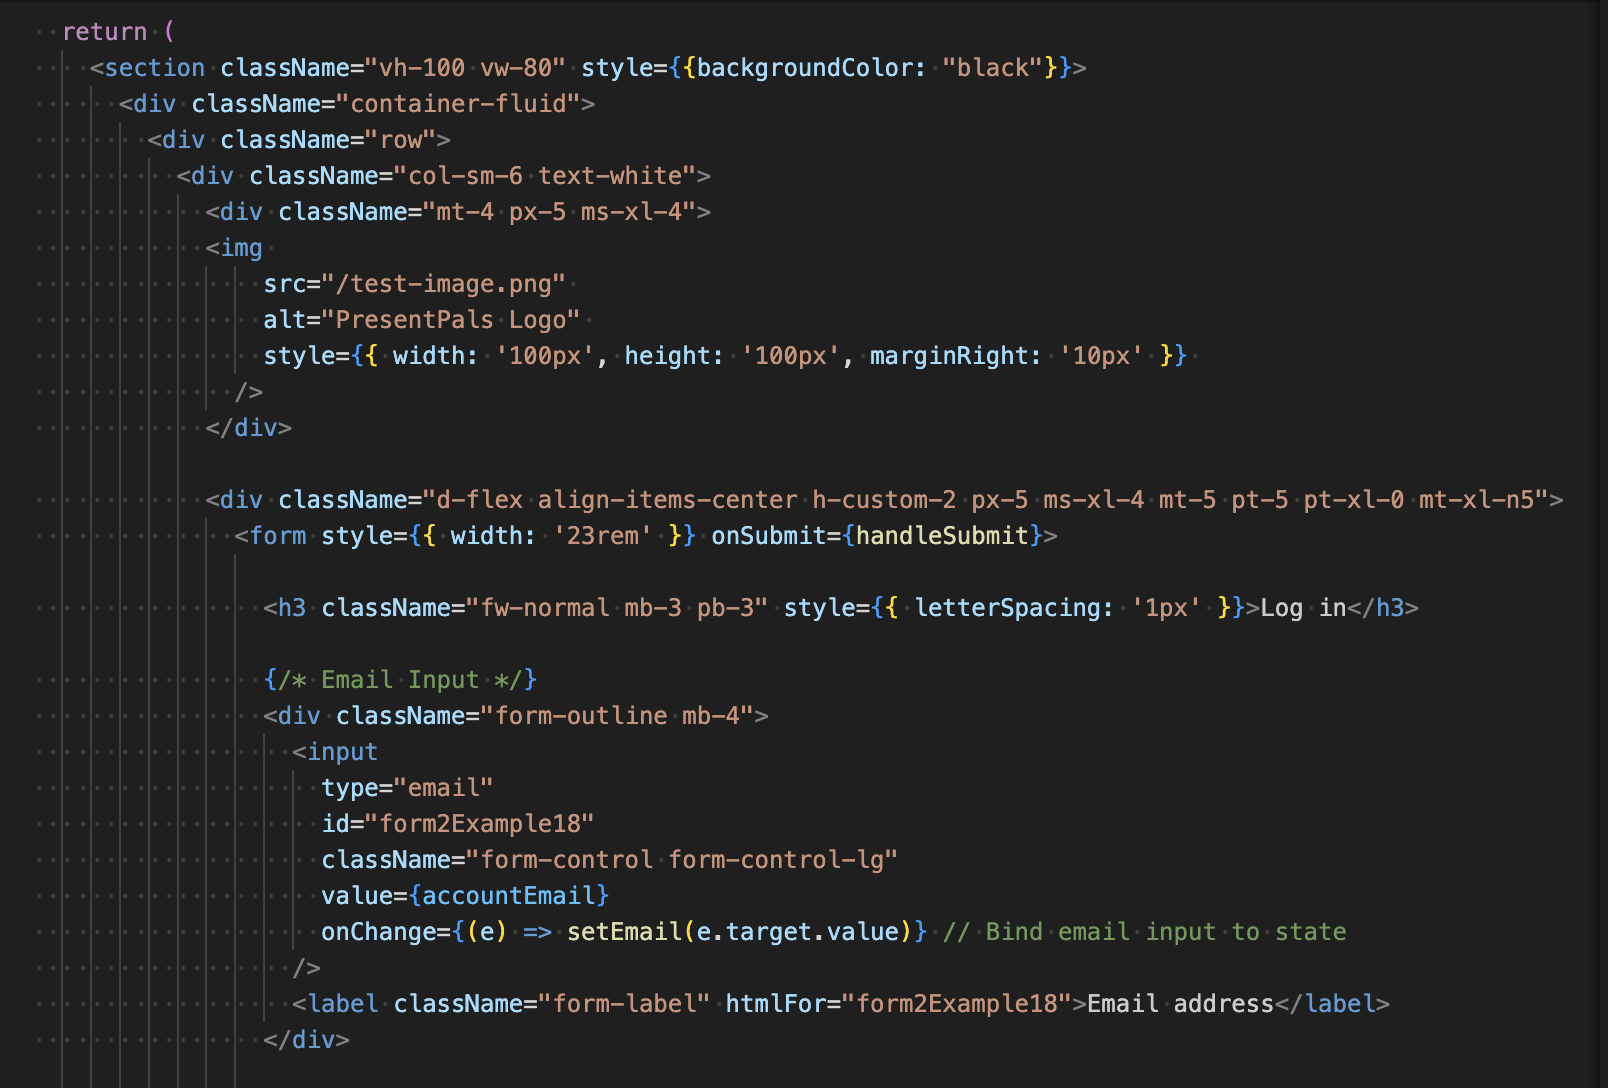 return (
<section className="vh-100 vw-80" style={{backgroundColor: "black"}}>
<div className="container-fluid">
<div className="row">
<div className="col-sm-6 text-white">
<div className="mt-4 px-5 ms-xl-4">
<img
src="/test-image.png"
alt="PresentPals Logo"
style={{ width: '100px', height: '100px', marginRight: '10px' }}
/>
</div>
<div className="d-flex align-items-center h-custom-2 px-5 ms-xl-4 mt-5 pt-5 pt-xl-0 mt-xl-n5">
<form style={{ width: '23rem' }} onSubmit={handleSubmit}>
<h3 className="fw-normal mb-3 pb-3" style={{ letterSpacing: '1px' }}>Log in</h3>
{/* Email Input */}
<div className="form-outline mb-4">
<input
type="email"
id="form2Example18"
className="form-control form-control-lg"
value={accountEmail}
onChange={(e) => setEmail(e.target.value)} // Bind email input to state
/>
<label className="form-label" htmlFor="form2Example18">Email address</label>
</div>